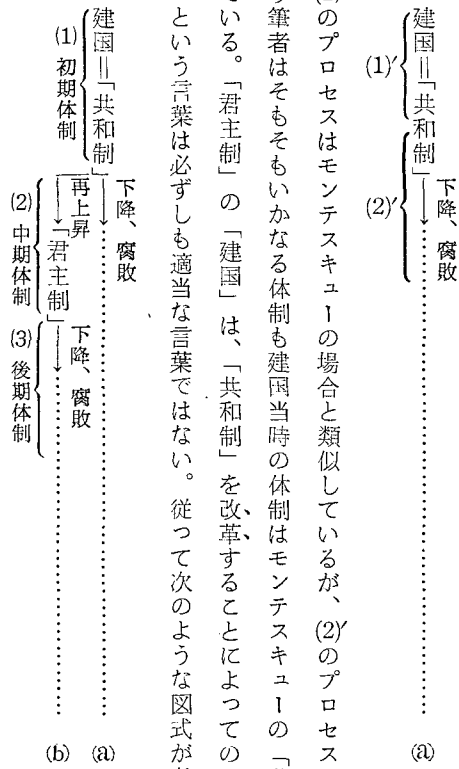 建国=「共和制」→………(a)
下降、腐敗
(1)′
(2)′
のプロセスはモンテスキューの場合と類似しているが、(2)′のプロセス
筆者はそもそもいかなる体制も建国当時の体制はモンテスキューの「
ている。「君主制」の「建国」は、「共和制」を改革することによっての
という言葉は必ずしも適当な言葉ではない。従って次のような図式が
下降、腐敗
建国=「共和制」→………(a)
再上昇
下降、腐敗
→「君主制」→………(b)
(1) 初期体制
(2) 中期体制
(3) 後期体制